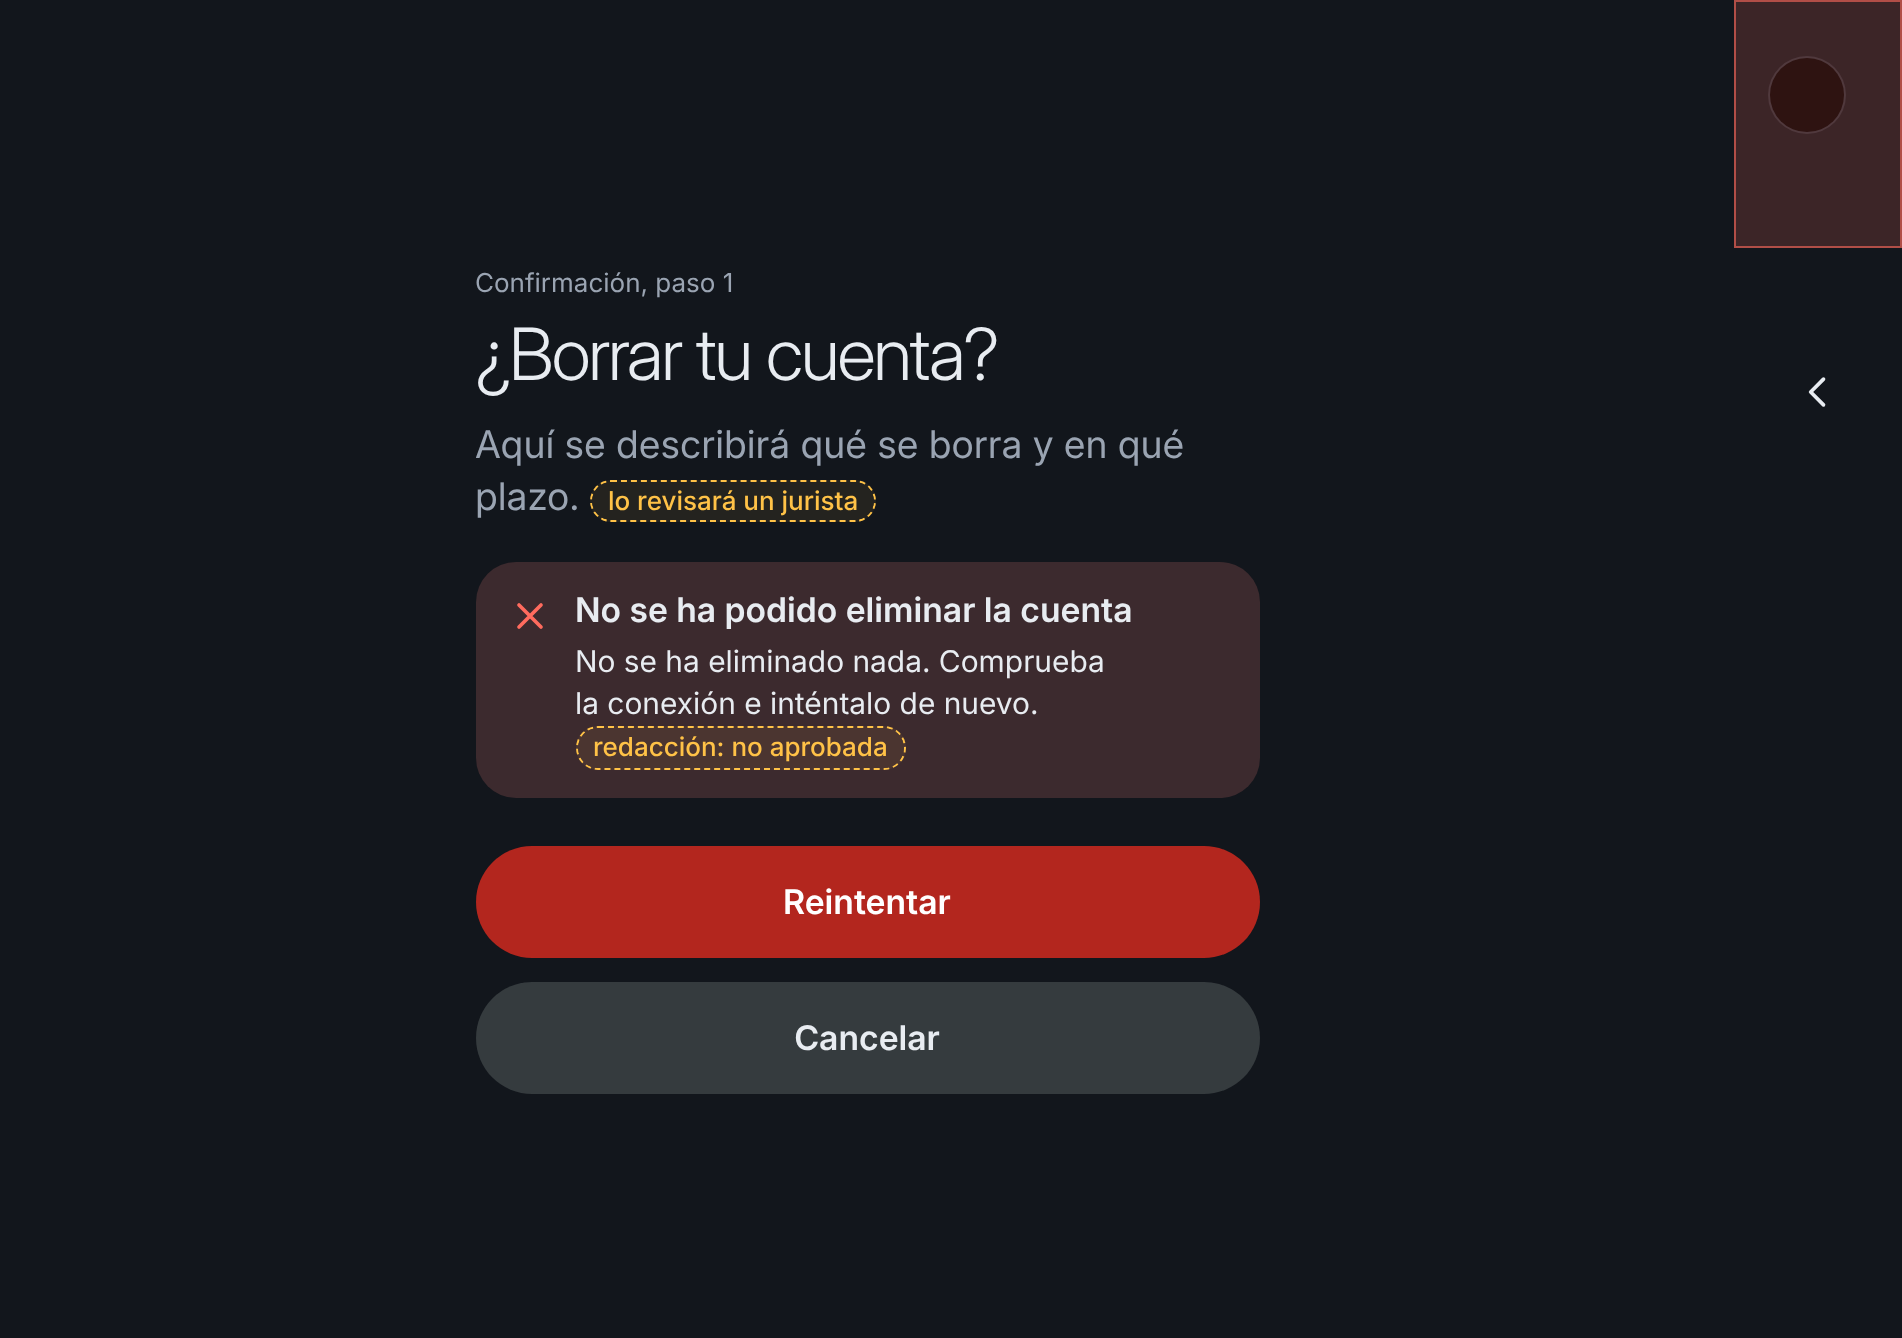 Confirmación, paso 1
¿Borrar tu cuenta?
Aquí se describirá qué se borra y en qué
plazo. lo revisará un jurista
No se ha podido eliminar la cuenta
No se ha eliminado nada. Comprueba
la conexión e inténtalo de nuevo.
redacción: no aprobada
Reintentar
Cancelar